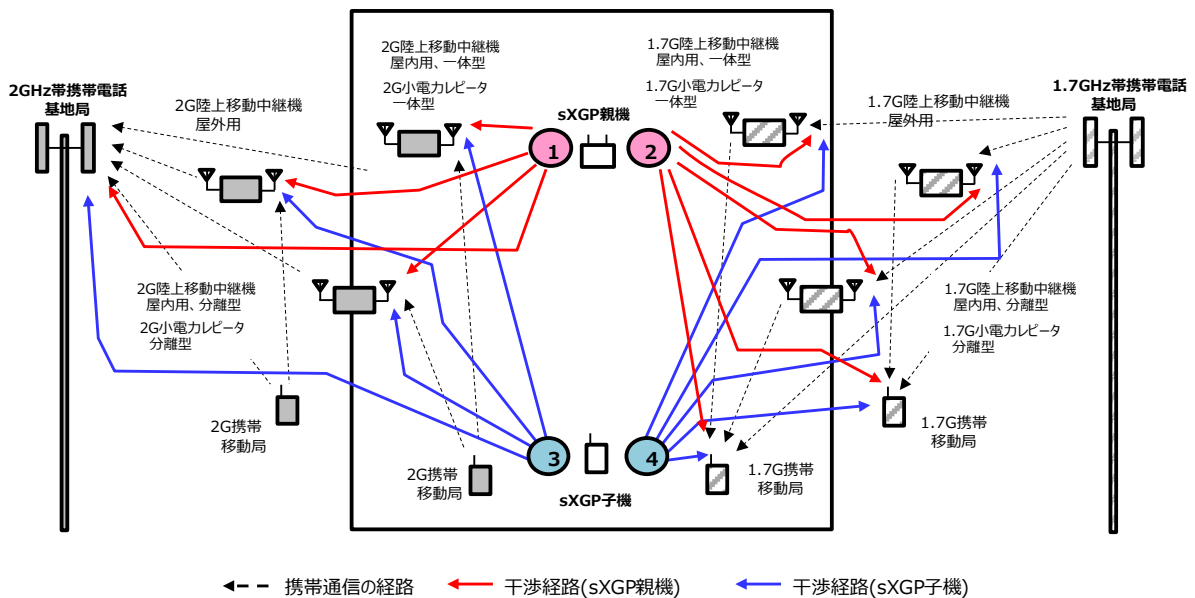 2G陸上移動中継機
屋内用、一体型
2G小電力レピータ
一体型
1.7G陸上移動中継機
屋内用、一体型
1.7G小電力レピータ
一体型
2GHz帯携帯電話
基地局
2G陸上移動中継機
屋外用
sXGP親機
1
2
1.7G陸上移動中継機
屋外用
1.7GHz帯携帯電話
基地局
2G陸上移動中継機
屋内用、分離型
2G小電力レピータ
分離型
1.7G陸上移動中継機
屋内用、分離型
1.7G小電力レピータ
分離型
2G携帯
移動局
2G携帯
移動局
3
4
sXGP子機
1.7G携帯
移動局
1.7G携帯
移動局
携帯通信の経路
干渉経路(sXGP親機)
干渉経路(sXGP子機)